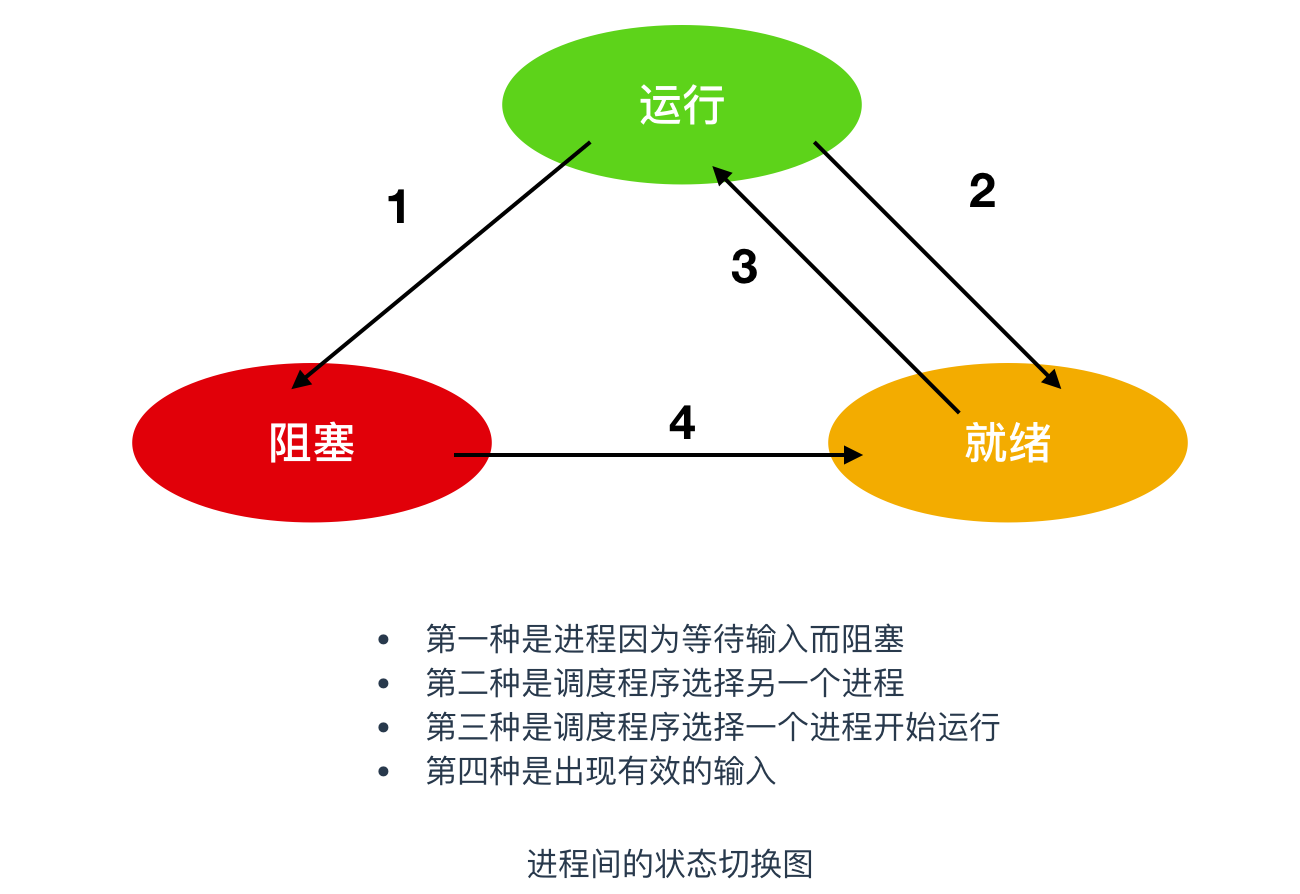 运行
1
2
3
4
阻塞
就绪
• 第一种是进程因为等待输入而阻塞
• 第二种是调度程序选择另一个进程
• 第三种是调度程序选择一个进程开始运行
• 第四种是出现有效的输入
进程间的状态切换图